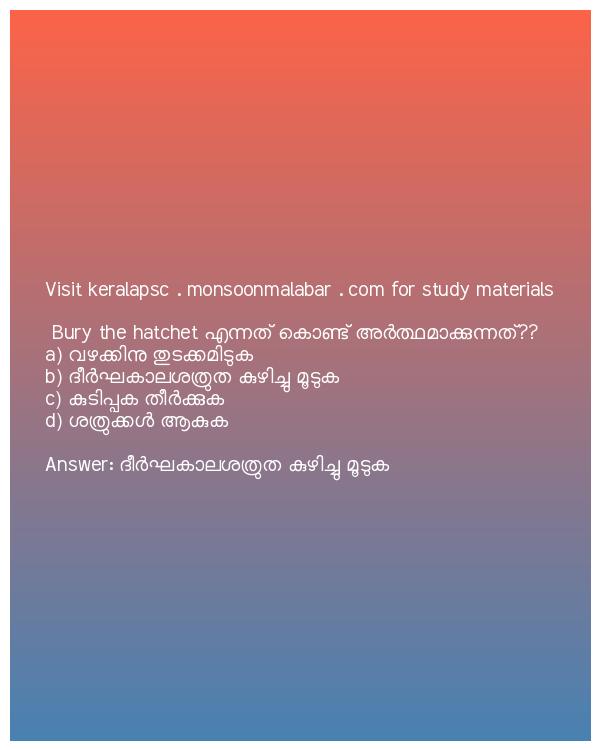 Visit keralapsc . monsoonmalabar . com for study materials
Bury the hatchet എന്നത് കൊണ്ട് അർത്ഥമാക്കുന്നത്??
a) വഴക്കിനു തുടക്കമിടുക
b) ദീർഘകാലശത്രുത കുഴിച്ചു മൂടുക
c) കുടിപ്പക തീർക്കുക
d) ശത്രുക്കൾ ആകുക
Answer: ദീർഘകാലശത്രുത കുഴിച്ചു മൂടുക